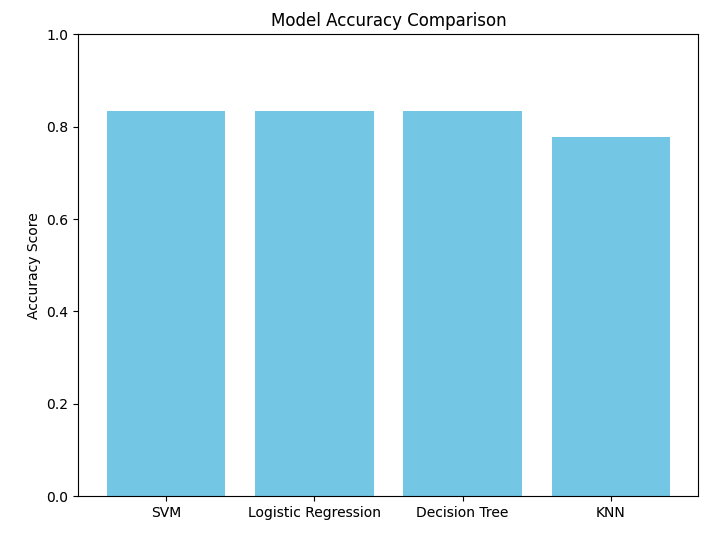 Model Accuracy Comparison
1.0
0.8
0.6
0.4
0.2
0.0
Accuracy Score
SVM
Logistic Regression
Decision Tree
KNN